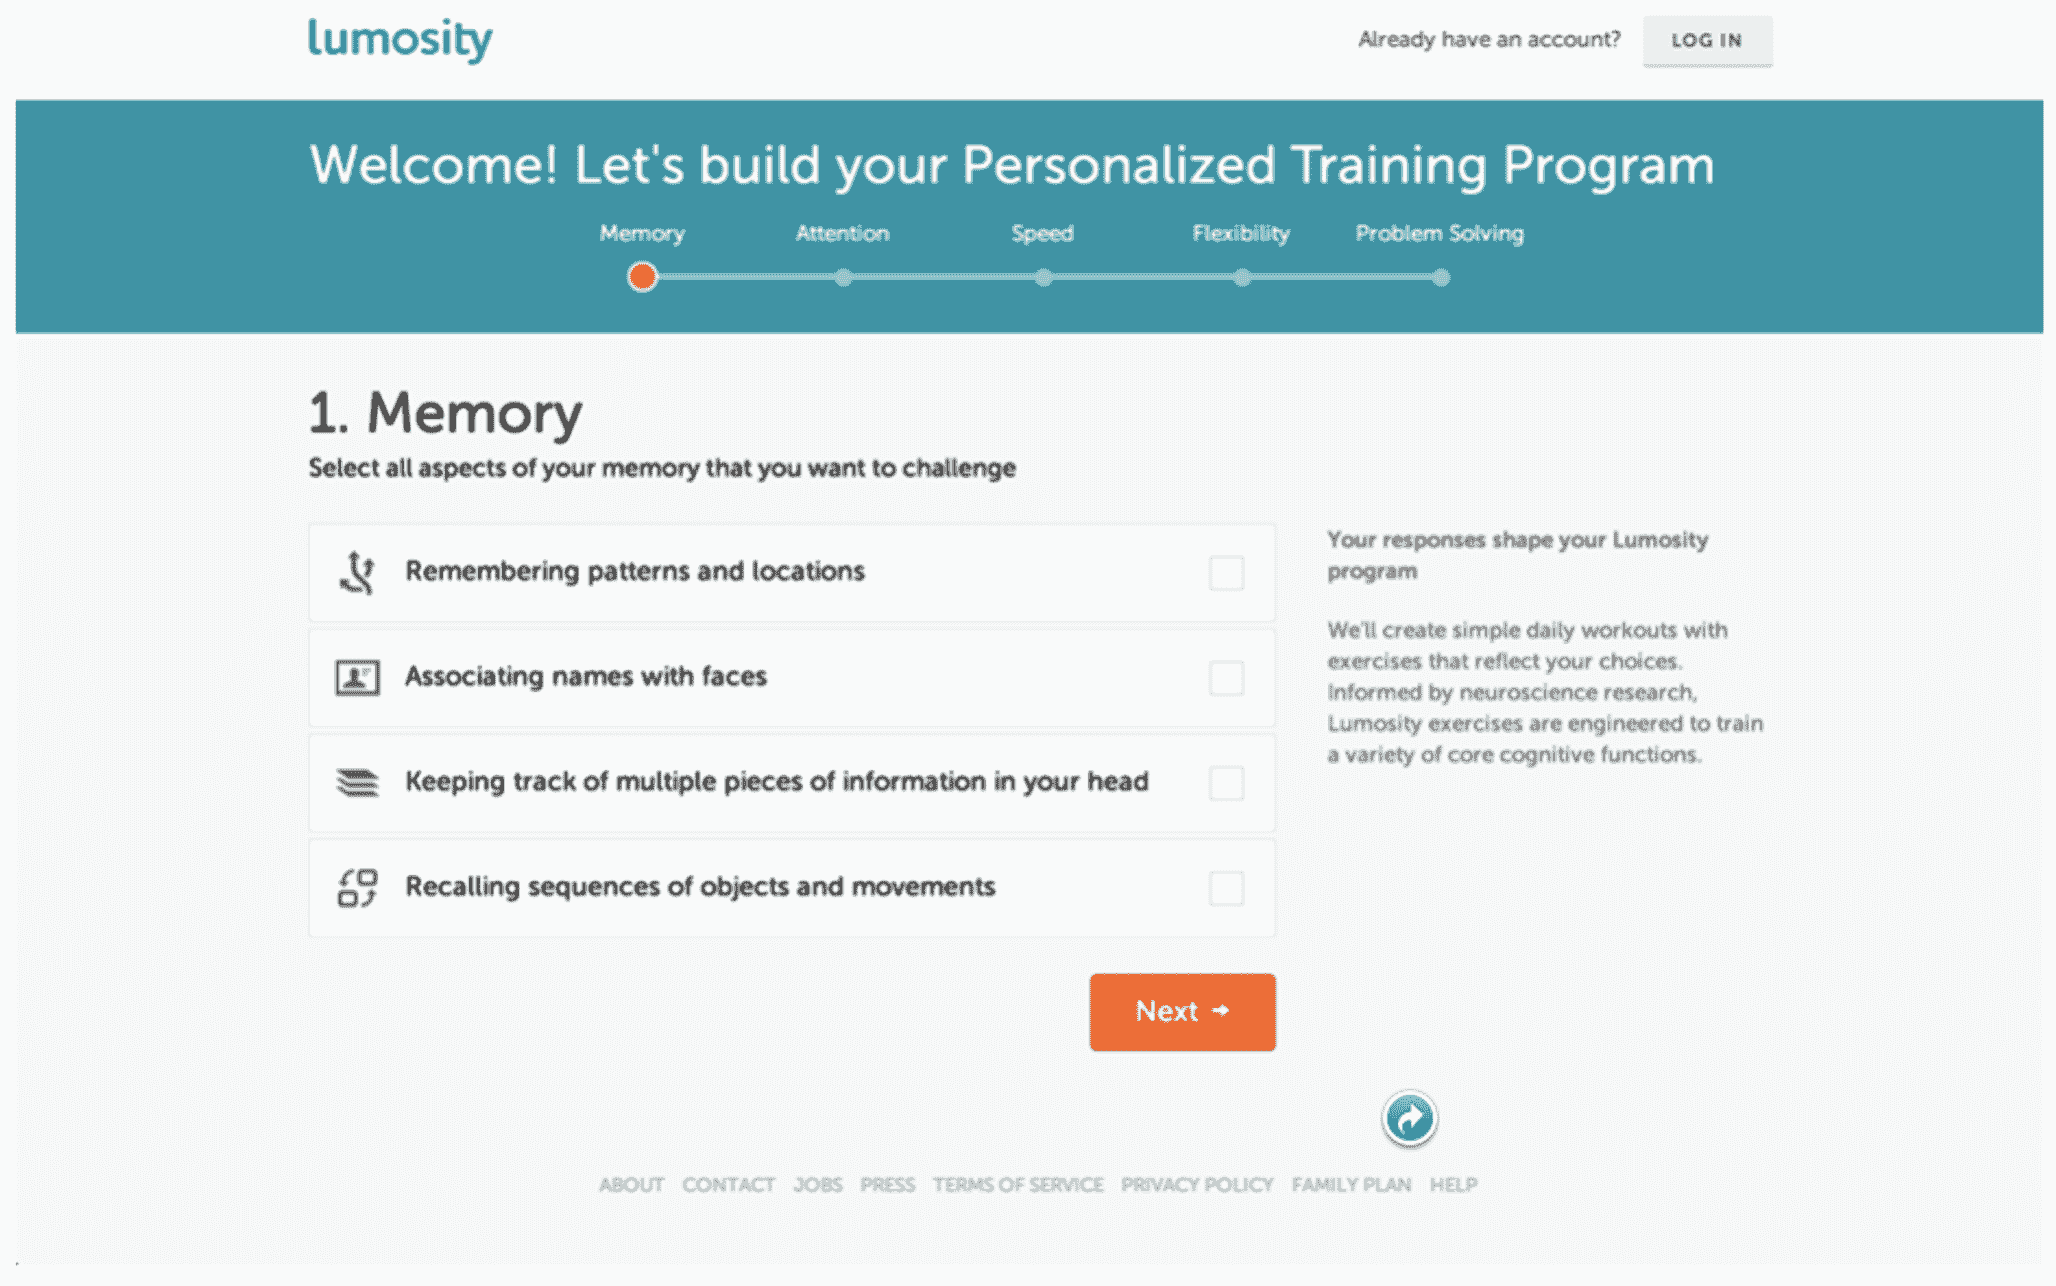 lumosity
Already have an account?
LOG IN
Welcome! Let's build your Personalized Training Program
Memory
Attention
Speed
Flexibility
Problem Solving
1. Memory
Select all aspects of your memory that you want to challenge
Remembering patterns and locations
Associating names with faces
Keeping track of multiple pieces of information in your head
Recalling sequences of objects and movements
Your responses shape your Lumosity
program
We'll create simple daily workouts with
exercises that reflect your choices.
Informed by neuroscience research,
Lumosity exercises are engineered to train
a variety of core cognitive functions.
Next
ABOUT CONTACT JOBS PRESS TERMS OF SERVICE PRIVACY POLICY FAMILY PLAN HELP